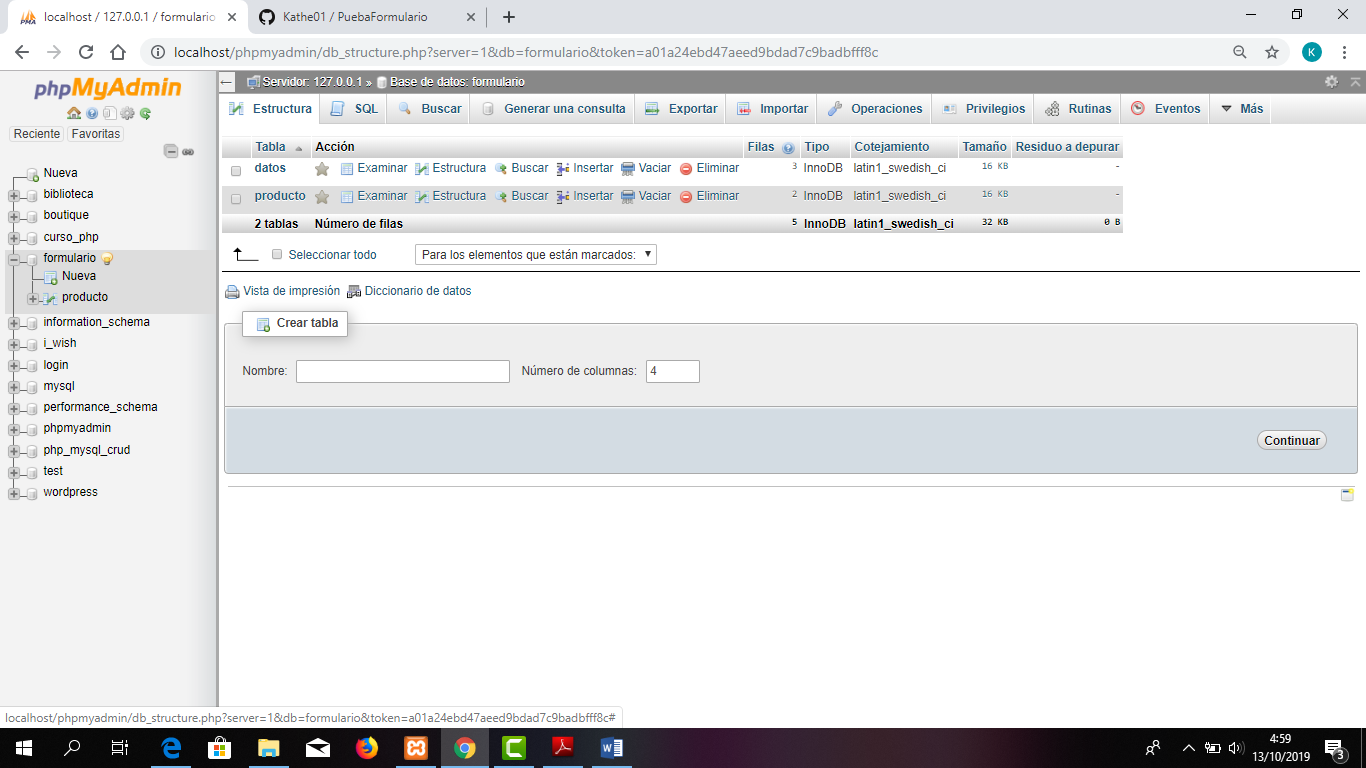 localhost / 127.0.0.1 / formulario
Kathe01 / PuebaFormulario
localhost/phpmyadmin/db_structure.php?server=1&db=formulario&token=a01a24ebd47aeed9bdad7c9badbfff8c
K
phpMyAdmin
Reciente Favoritas
Nueva
biblioteca
boutique
curso_php
formulario
Nueva
producto
information_schema
i_wish
login
mysql
performance_schema
phpmyadmin
php_mysql_crud
test
wordpress
Servidor: 127.0.0.1 » Base de datos: formulario
Estructura SQL Buscar Generar una consulta Exportar Importar Operaciones Privilegios Rutinas Eventos Más
Tabla Acción Filas Tipo Cotejamiento Tamaño Residuo a depurar
datos Examinar Estructura Buscar Insertar Vaciar Eliminar 3 InnoDB latin1_swedish_ci 16 KB -
producto Examinar Estructura Buscar Insertar Vaciar Eliminar 2 InnoDB latin1_swedish_ci 16 KB -
2 tablas Número de filas 5 InnoDB latin1_swedish_ci 32 KB 0 B
Seleccionar todo Para los elementos que están marcados:
Vista de impresión Diccionario de datos
Crear tabla
Nombre: Número de columnas: 4
Continuar
localhost/phpmyadmin/db_structure.php?server=1&db=formulario&token=a01a24ebd47aeed9bdad7c9badbfff8c#
4:59
13/10/2019
3